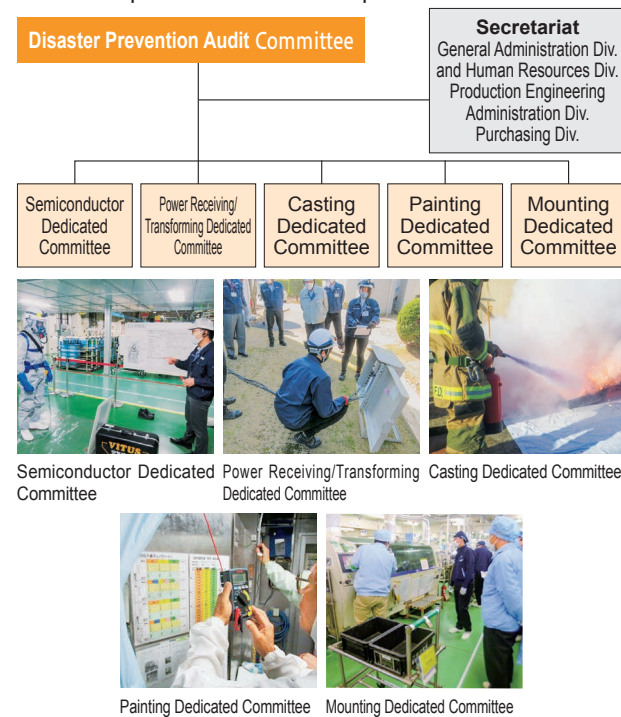 Disaster Prevention Audit Committee
Secretariat
General Administration Div.
and Human Resources Div.
Production Engineering
Administration Div.
Purchasing Div.
Semiconductor
Dedicated
Committee
Power Receiving/
Transforming Dedicated
Committee
Casting
Dedicated
Committee
Painting
Dedicated
Committee
Mounting
Dedicated
Committee
VITUS
Semiconductor Dedicated
Committee
Power Receiving/Transforming
Dedicated Committee
Casting Dedicated Committee
Painting Dedicated Committee
Mounting Dedicated Committee